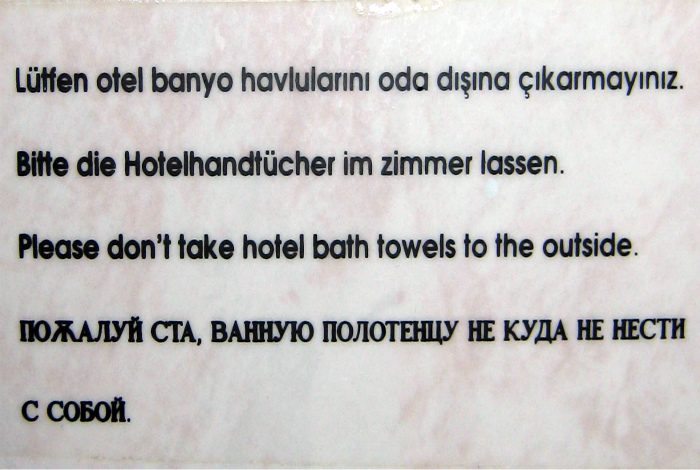 Lütfen otel banyo havlularını oda dışına çıkarmayınız.
Bitte die Hotelhandtücher im zimmer lassen.
Please don't take hotel bath towels to the outside.
ПОЖАЛУЙ СТА, ВАННУЮ ПОЛОТЕНЦУ НЕ КУДА НЕ НЕСТИ
С СОБОЙ.